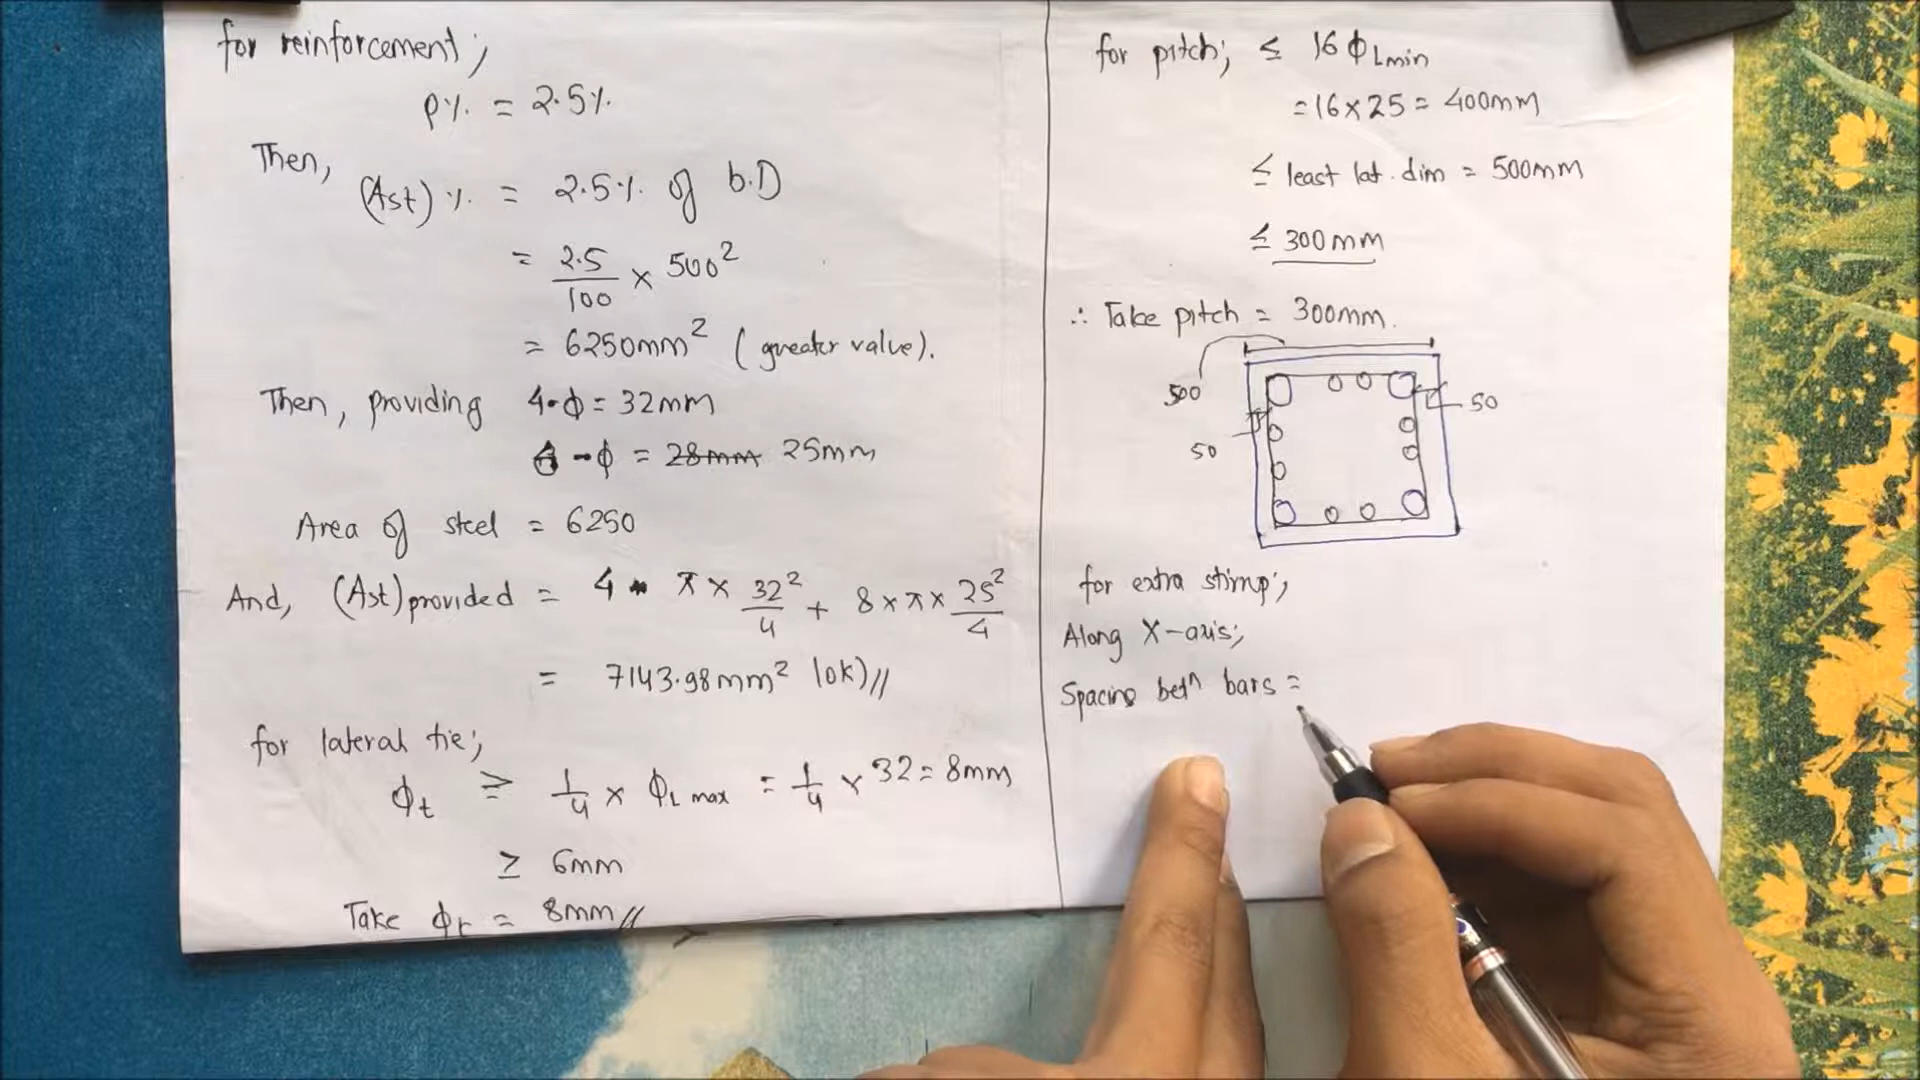 for reinforcement;
p% = 2.5%.
Then,
(Ast)% = 2.5% of b.D
= 2.5/100 × 500²
= 6250mm² (greater value).
Then, providing 4-ϕ = 32mm
-ϕ = 28mm 25mm
Area of steel = 6250
And, (Ast)provided = 4 π × 32²/4 + 8×π× 25²/4
= 7143.98mm² (ok)//
for lateral tie;
ϕt ≥ 1/4 × ϕL max = 1/4 × 32 = 8mm
≥ 6mm
Take ϕt = 8mm//
for pitch; ≤ 16 ϕLmin
= 16×25 = 400mm
≤ least lat. dim = 500mm
≤ 300mm
∴ Take pitch = 300mm.
500
50
50
for extra stirrup;
Along X-axis;
Spacing betⁿ bars =